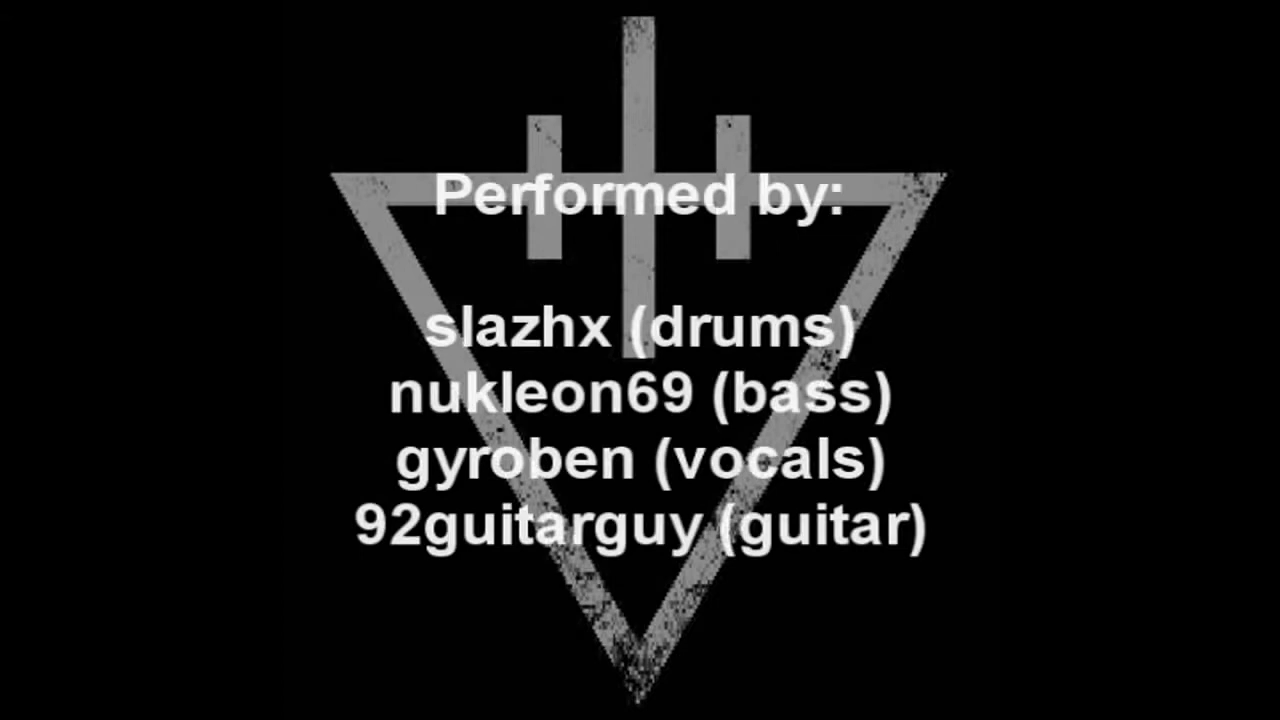 Performed by:
slazhx (drums)
nukleon69 (bass)
gyroben (vocals)
92guitarguy (guitar)